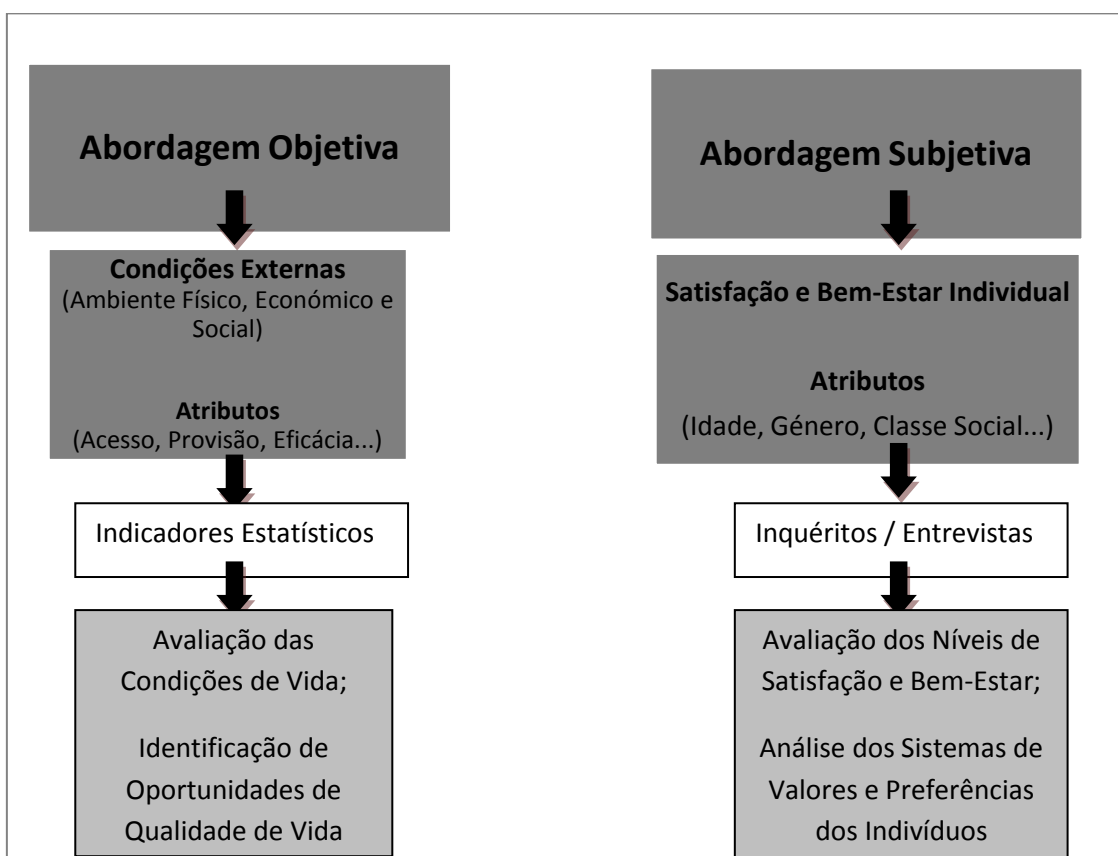 Abordagem Objetiva
Condições Externas
(Ambiente Físico, Económico e
Social)
Atributos
(Acesso, Provisão, Eficácia...)
Indicadores Estatísticos
Avaliação das
Condições de Vida;
Identificação de
Oportunidades de
Qualidade de Vida
Abordagem Subjetiva
Satisfação e Bem-Estar Individual
Atributos
(Idade, Género, Classe Social...)
Inquéritos / Entrevistas
Avaliação dos Níveis de
Satisfação e Bem-Estar;
Análise dos Sistemas de
Valores e Preferências
dos Indivíduos